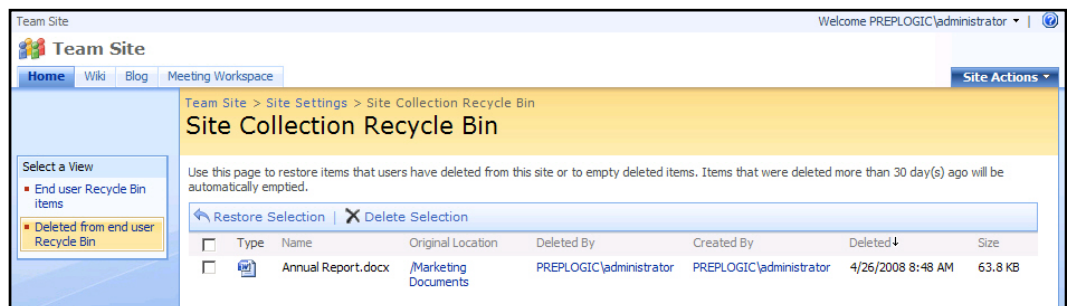 Team Site
Welcome PREPLOGIC\administrator
Team Site
Home Wiki Blog Meeting Workspace
Site Actions
Team Site > Site Settings > Site Collection Recycle Bin
Site Collection Recycle Bin
Select a View
End user Recycle Bin
items
Deleted from end user
Recycle Bin
Use this page to restore items that users have deleted from this site or to empty deleted items. Items that were deleted more than 30 day(s) ago will be
automatically emptied.
Restore Selection | Delete Selection
Type Name Original Location Deleted By Created By Deleted Size
Annual Report.docx /Marketing PREPLOGIC\administrator PREPLOGIC\administrator 4/26/2008 8:48 AM 63.8 KB
Documents